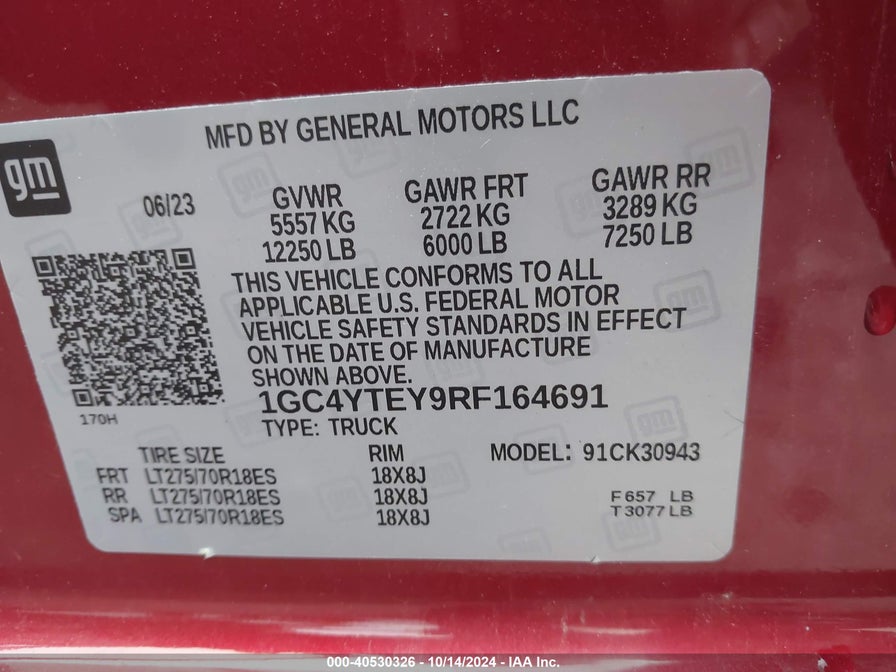 MFD BY GENERAL MOTORS LLC
gm
06/23
GVWR GAWR FRT GAWR RR
5557 KG 2722 KG 3289 KG
12250 LB 6000 LB 7250 LB
THIS VEHICLE CONFORMS TO ALL
APPLICABLE U.S. FEDERAL MOTOR
VEHICLE SAFETY STANDARDS IN EFFECT
ON THE DATE OF MANUFACTURE
SHOWN ABOVE.
1GC4YTEY9RF164691
170H
TYPE: TRUCK
TIRE SIZE RIM MODEL: 91CK30943
FRT LT275/70R18ES 18X8J
RR LT275/70R18ES 18X8J F 657 LB
SPA LT275/70R18ES 18X8J T 3077 LB
000-40530326 - 10/14/2024 - IAA Inc.